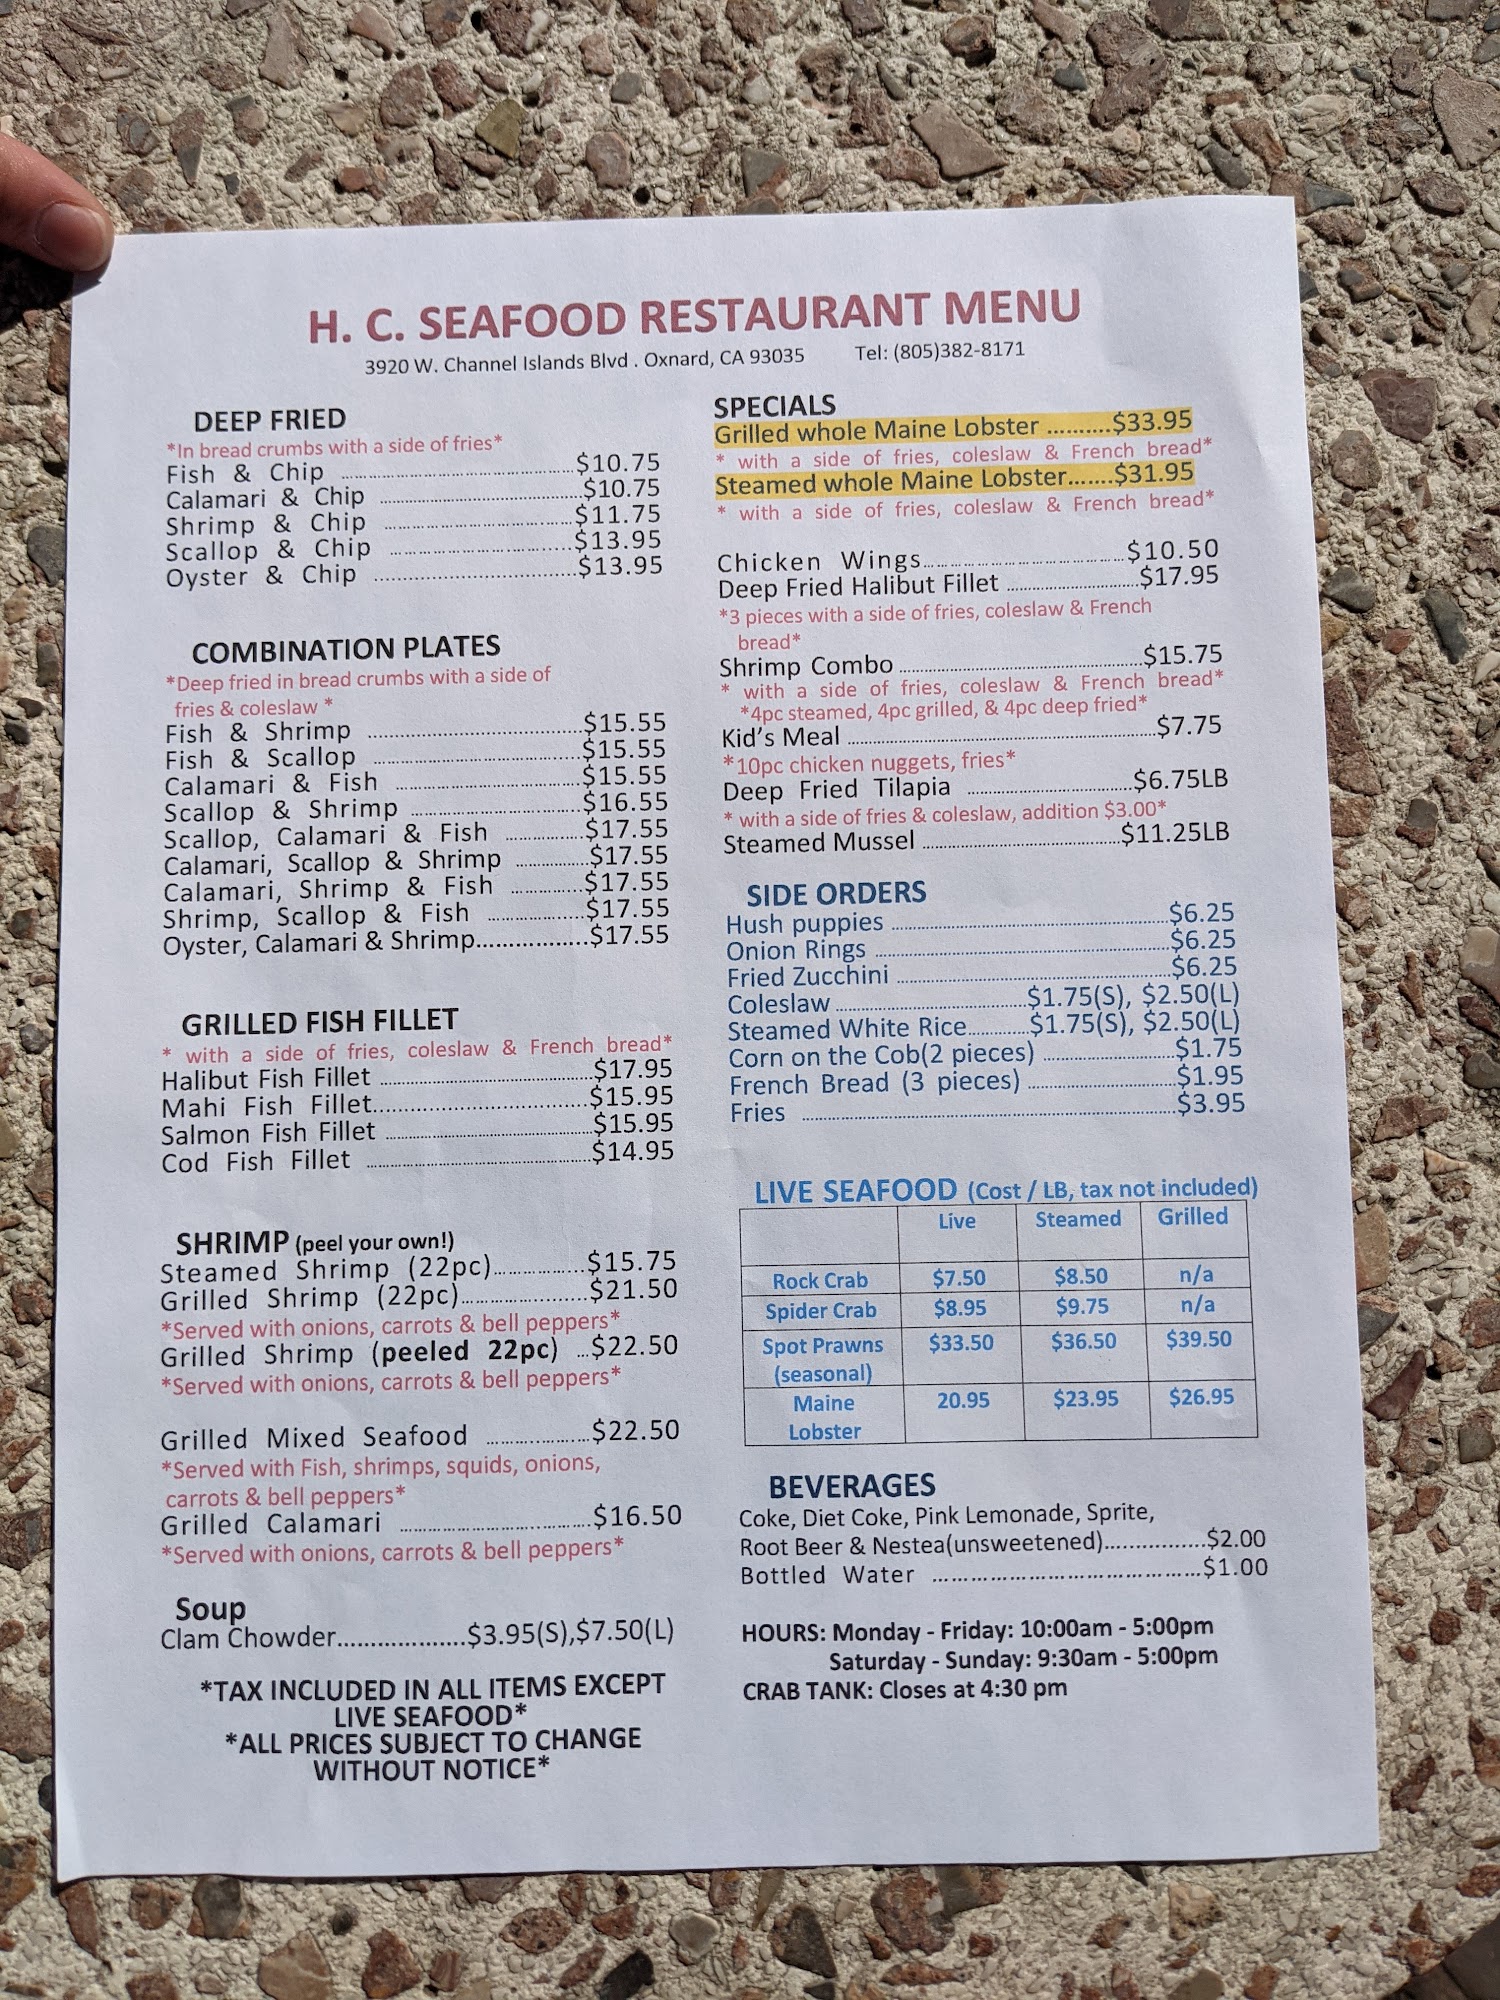 H. C. SEAFOOD RESTAURANT MENU
3920 W. Channel Islands Blvd . Oxnard, CA 93035 Tel: (805)382-8171
DEEP FRIED
*In bread crumbs with a side of fries*
Fish & Chip ........................................ $10.75
Calamari & Chip ................................... $10.75
Shrimp & Chip ................................... $11.75
Scallop & Chip ................................... $13.95
Oyster & Chip ................................... $13.95
COMBINATION PLATES
*Deep fried in bread crumbs with a side of
fries & coleslaw *
Fish & Shrimp ................................... $15.55
Fish & Scallop ................................... $15.55
Calamari & Fish ................................... $15.55
Scallop & Shrimp ................................ $16.55
Scallop, Calamari & Fish ............... $17.55
Calamari, Scallop & Shrimp .............. $17.55
Calamari, Shrimp & Fish .............. $17.55
Shrimp, Scallop & Fish .................. $17.55
Oyster, Calamari & Shrimp.................. $17.55
GRILLED FISH FILLET
* with a side of fries, coleslaw & French bread*
Halibut Fish Fillet ................................... $17.95
Mahi Fish Fillet................................... $15.95
Salmon Fish Fillet ................................... $15.95
Cod Fish Fillet ................................... $14.95
SHRIMP (peel your own!)
Steamed Shrimp (22pc)................. $15.75
Grilled Shrimp (22pc)....................... $21.50
*Served with onions, carrots & bell peppers*
Grilled Shrimp (peeled 22pc) ... $22.50
*Served with onions, carrots & bell peppers*
Grilled Mixed Seafood ................... $22.50
*Served with Fish, shrimps, squids, onions,
carrots & bell peppers*
Grilled Calamari ................................... $16.50
*Served with onions, carrots & bell peppers*
Soup
Clam Chowder................... $3.95(S),$7.50(L)
*TAX INCLUDED IN ALL ITEMS EXCEPT
LIVE SEAFOOD*
*ALL PRICES SUBJECT TO CHANGE
WITHOUT NOTICE*
SPECIALS
Grilled whole Maine Lobster .......... $33.95
* with a side of fries, coleslaw & French bread*
Steamed whole Maine Lobster....... $31.95
* with a side of fries, coleslaw & French bread*
Chicken Wings................................... $10.50
Deep Fried Halibut Fillet ....................... $17.95
*3 pieces with a side of fries, coleslaw & French
bread*
Shrimp Combo ................................... $15.75
* with a side of fries, coleslaw & French bread*
*4pc steamed, 4pc grilled, & 4pc deep fried*
Kid's Meal ................................... $7.75
*10pc chicken nuggets, fries*
Deep Fried Tilapia ........................... $6.75LB
* with a side of fries & coleslaw, addition $3.00*
Steamed Mussel ................................... $11.25LB
SIDE ORDERS
Hush puppies ................................... $6.25
Onion Rings ................................... $6.25
Fried Zucchini ................................... $6.25
Coleslaw ................................... $1.75(S), $2.50(L)
Steamed White Rice............ $1.75(S), $2.50(L)
Corn on the Cob(2 pieces) ................... $1.75
French Bread (3 pieces) ................... $1.95
Fries ................................... $3.95
LIVE SEAFOOD (Cost / LB, tax not included)
Live Steamed Grilled
Rock Crab $7.50 $8.50 n/a
Spider Crab $8.95 $9.75 n/a
Spot Prawns $33.50 $36.50 $39.50
(seasonal)
Maine 20.95 $23.95 $26.95
Lobster
BEVERAGES
Coke, Diet Coke, Pink Lemonade, Sprite,
Root Beer & Nestea(unsweetened).................. $2.00
Bottled Water ................................... $1.00
HOURS: Monday - Friday: 10:00am - 5:00pm
Saturday - Sunday: 9:30am - 5:00pm
CRAB TANK: Closes at 4:30 pm